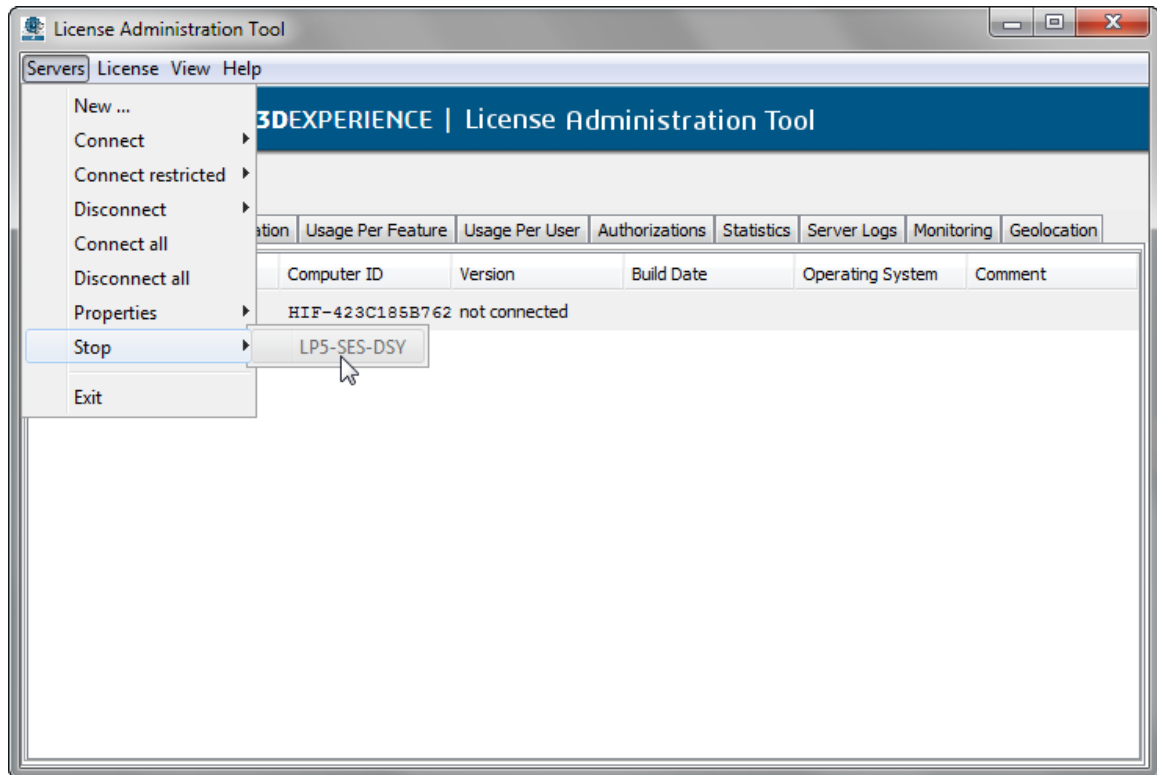 License Administration Tool
Servers License View Help
3DEXPERIENCE | License Administration Tool
New ...
Connect
Connect restricted
Disconnect
Connect all
Disconnect all
Properties
Stop
Exit
LP5-SES-DSY
Usage Per Feature Usage Per User Authorizations Statistics Server Logs Monitoring Geolocation
Computer ID Version Build Date Operating System Comment
HIF-423C185B762 not connected